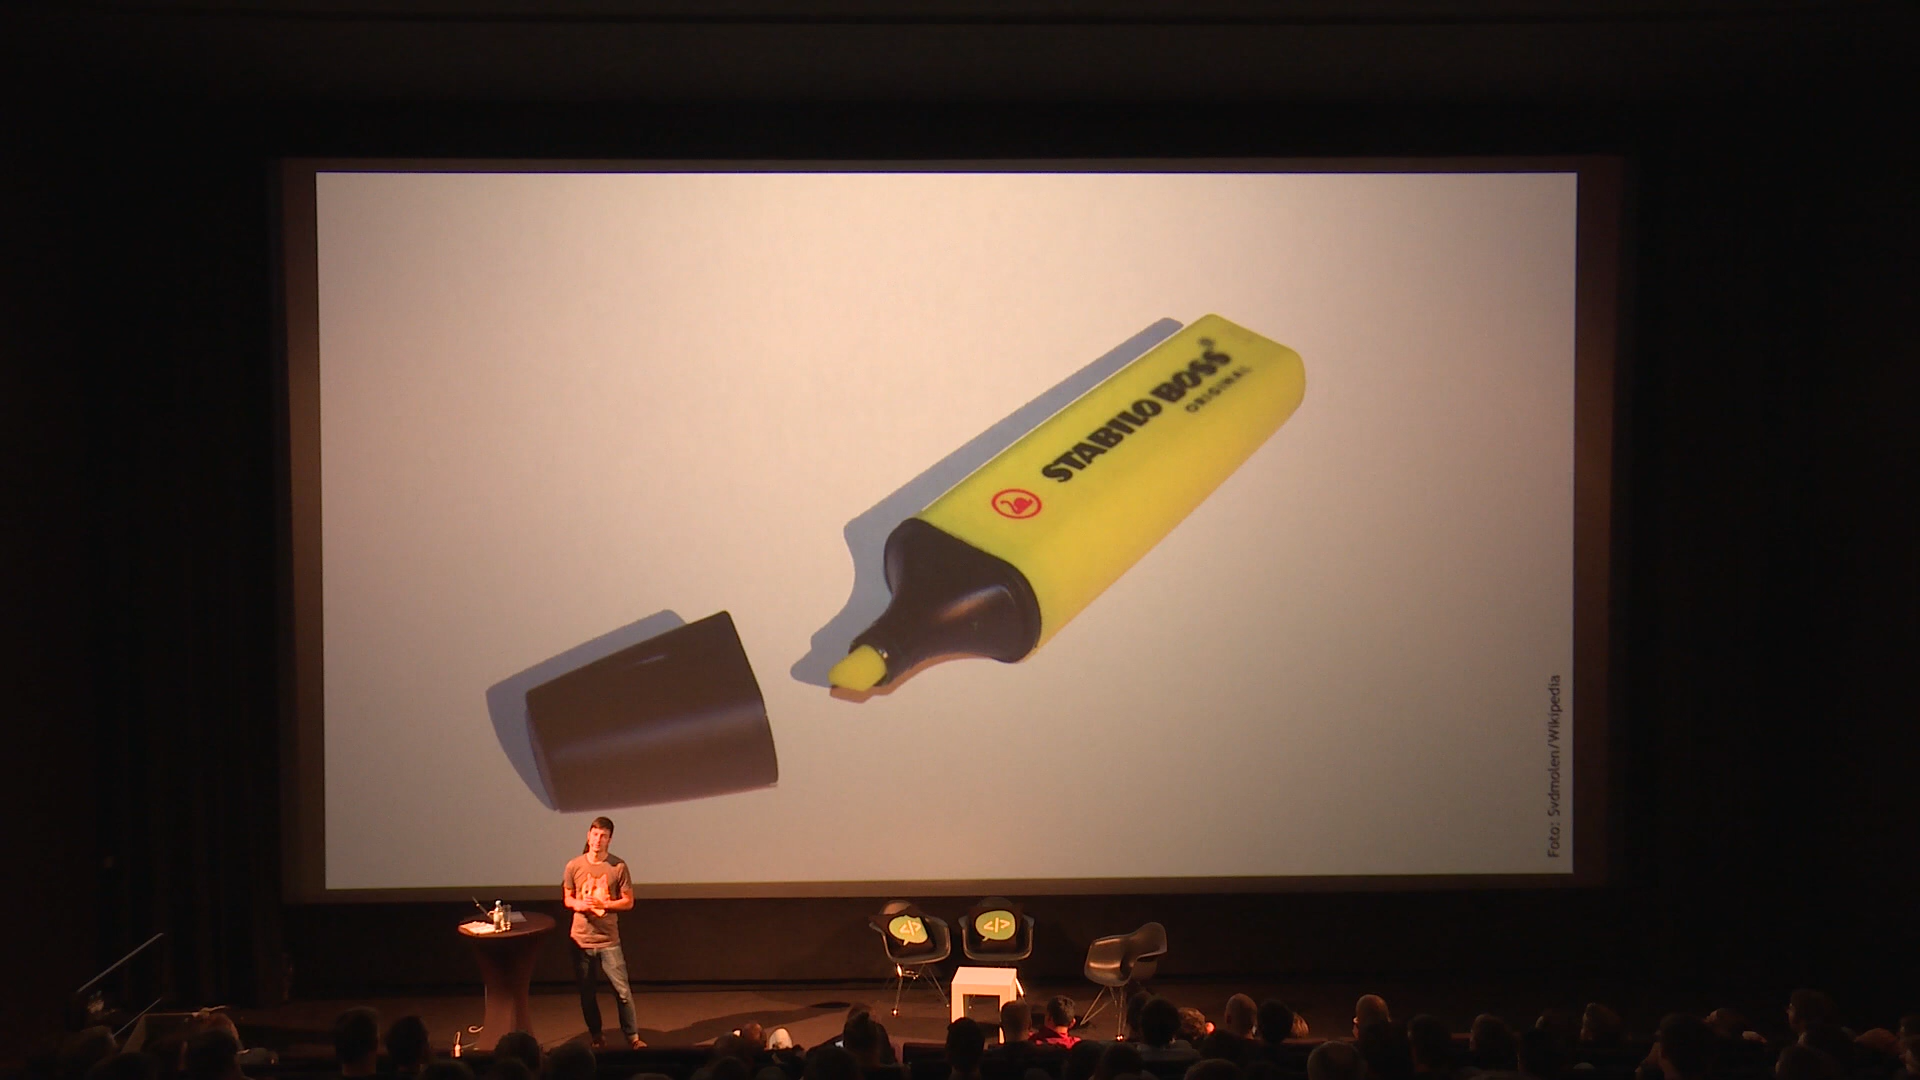 STABILO BOSS®
ORIGINAL
Foto: Svdmolen/Wikipedia
</>
</>